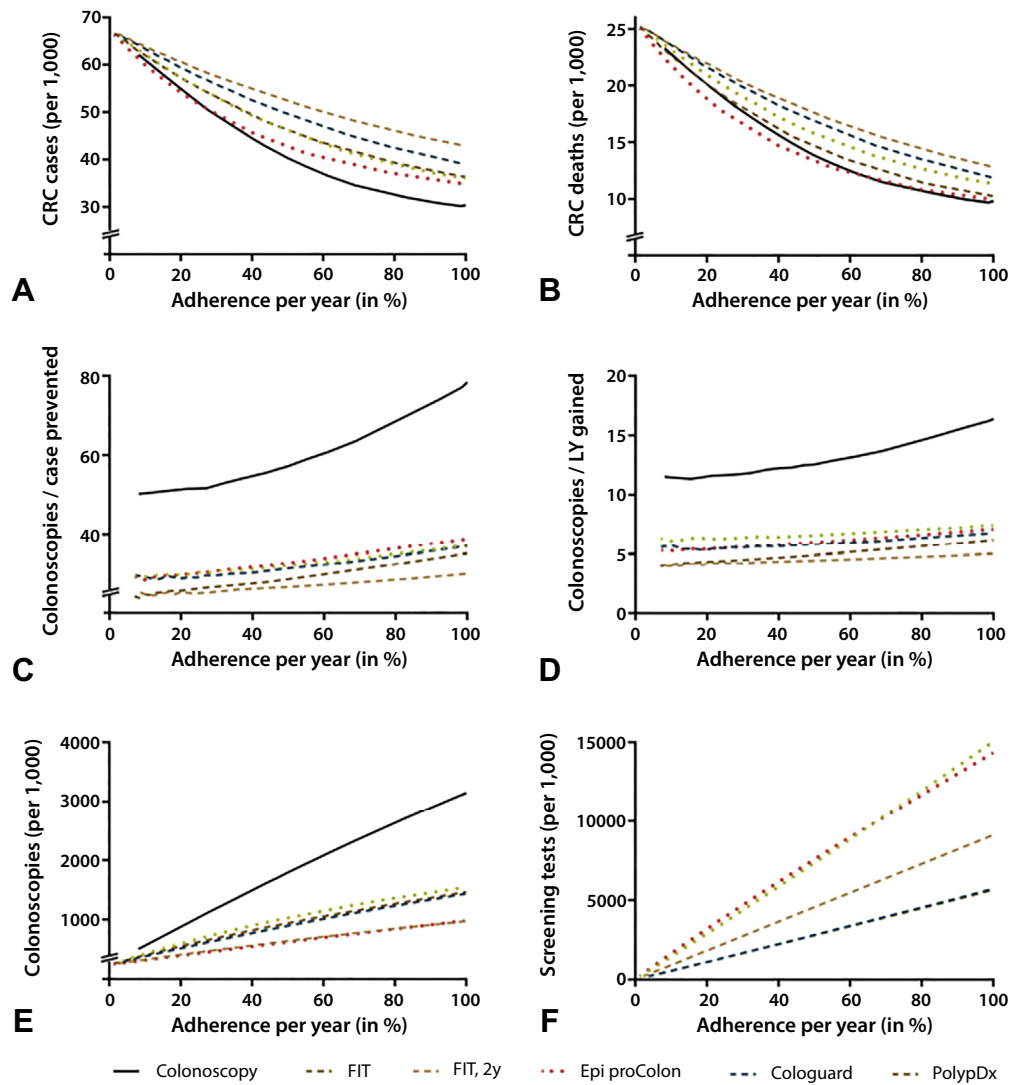 CRC cases (per 1,000)
70
60
50
40
30
0 20 40 60 80 100
Adherence per year (in %)
A
CRC deaths (per 1,000)
25
20
15
10
0 20 40 60 80 100
Adherence per year (in %)
B
Colonoscopies / case prevented
80
60
40
0 20 40 60 80 100
Adherence per year (in %)
C
Colonoscopies / LY gained
20
15
10
5
0
0 20 40 60 80 100
Adherence per year (in %)
D
Colonoscopies (per 1,000)
4000
3000
2000
1000
0 20 40 60 80 100
Adherence per year (in %)
E
Screening tests (per 1,000)
15000
10000
5000
0
0 20 40 60 80 100
Adherence per year (in %)
F
Colonoscopy FIT FIT, 2y Epi proColon Cologuard PolypDx